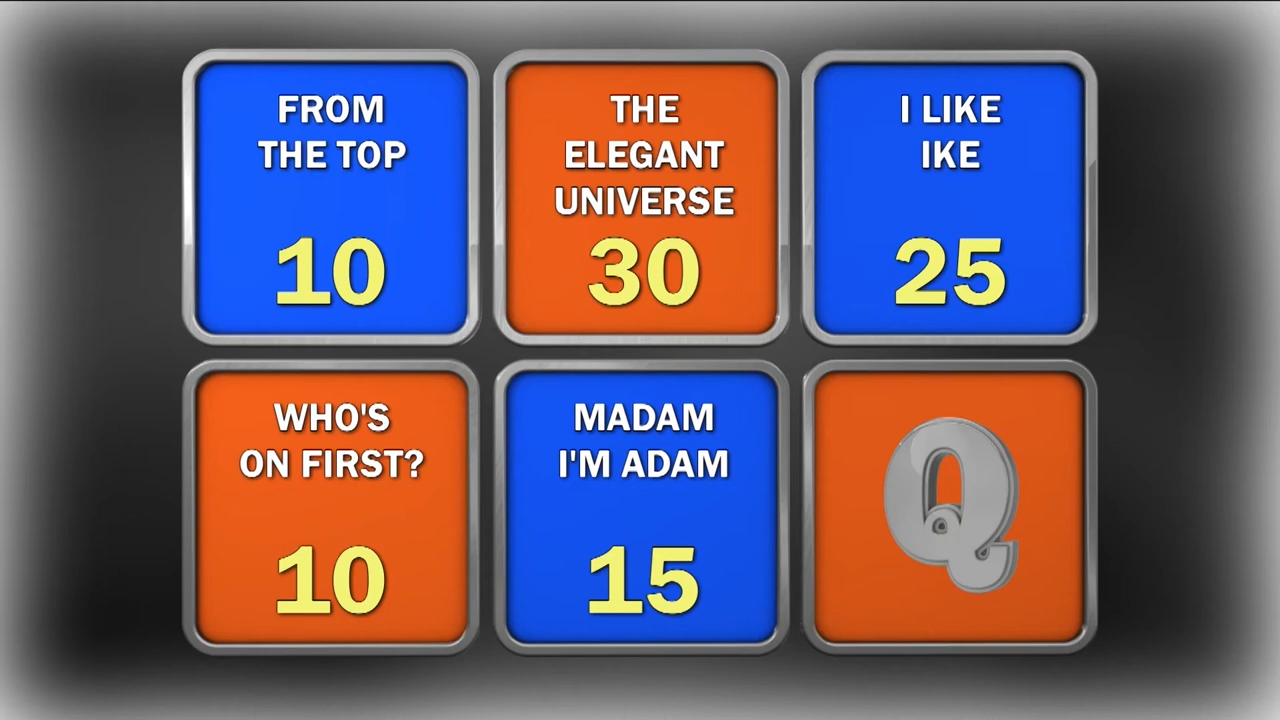 FROM
THE TOP
10
THE
ELEGANT
UNIVERSE
30
I LIKE
IKE
25
WHO'S
ON FIRST?
10
MADAM
I'M ADAM
15
Q